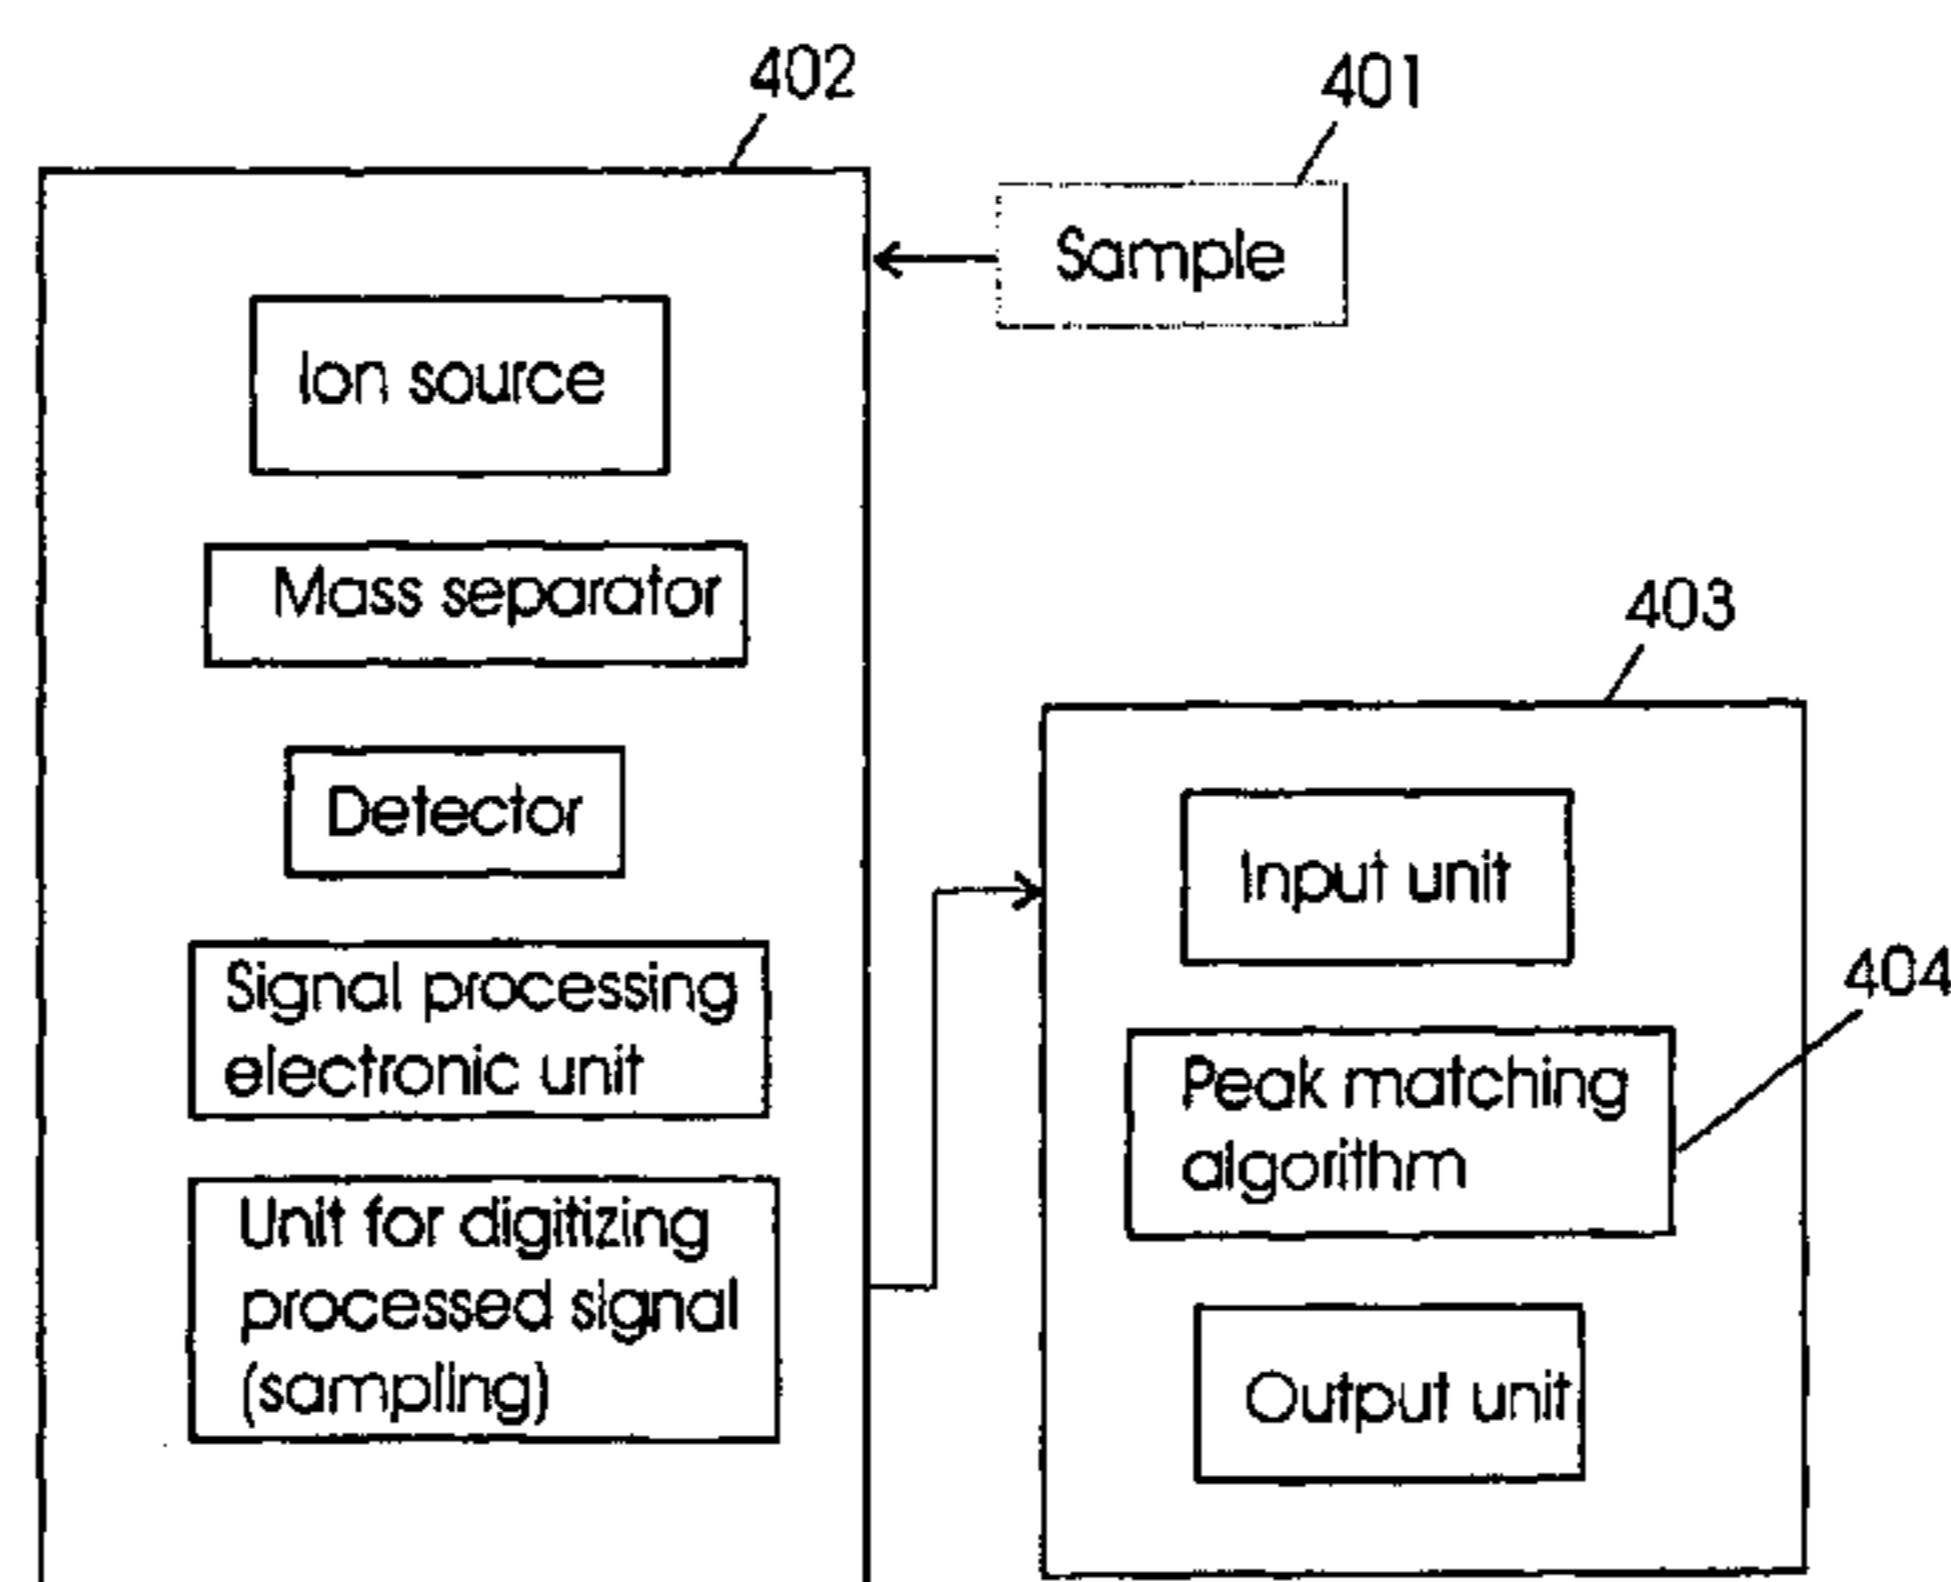 402
401
Sample
Ion source
Mass separator
403
Detector
Input unit
Signal processing
electronic unit
404
Peak matching
algorithm
Unit for digitizing
processed signal
(sampling)
Output unit